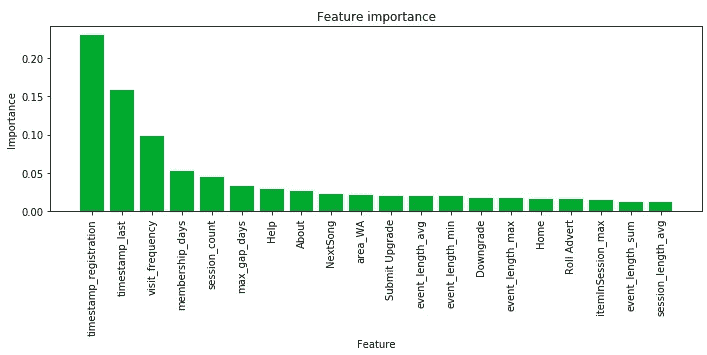 Feature importance
Importance
0.20
0.15
0.10
0.05
0.00
timestamp_registration
timestamp_last
visit_frequency
membership_days
session_count
max_gap_days
Help
About
NextSong
area_WA
Submit Upgrade
event_length_avg
event_length_min
Downgrade
event_length_max
Home
Roll Advert
itemInSession_max
event_length_sum
session_length_avg
Feature